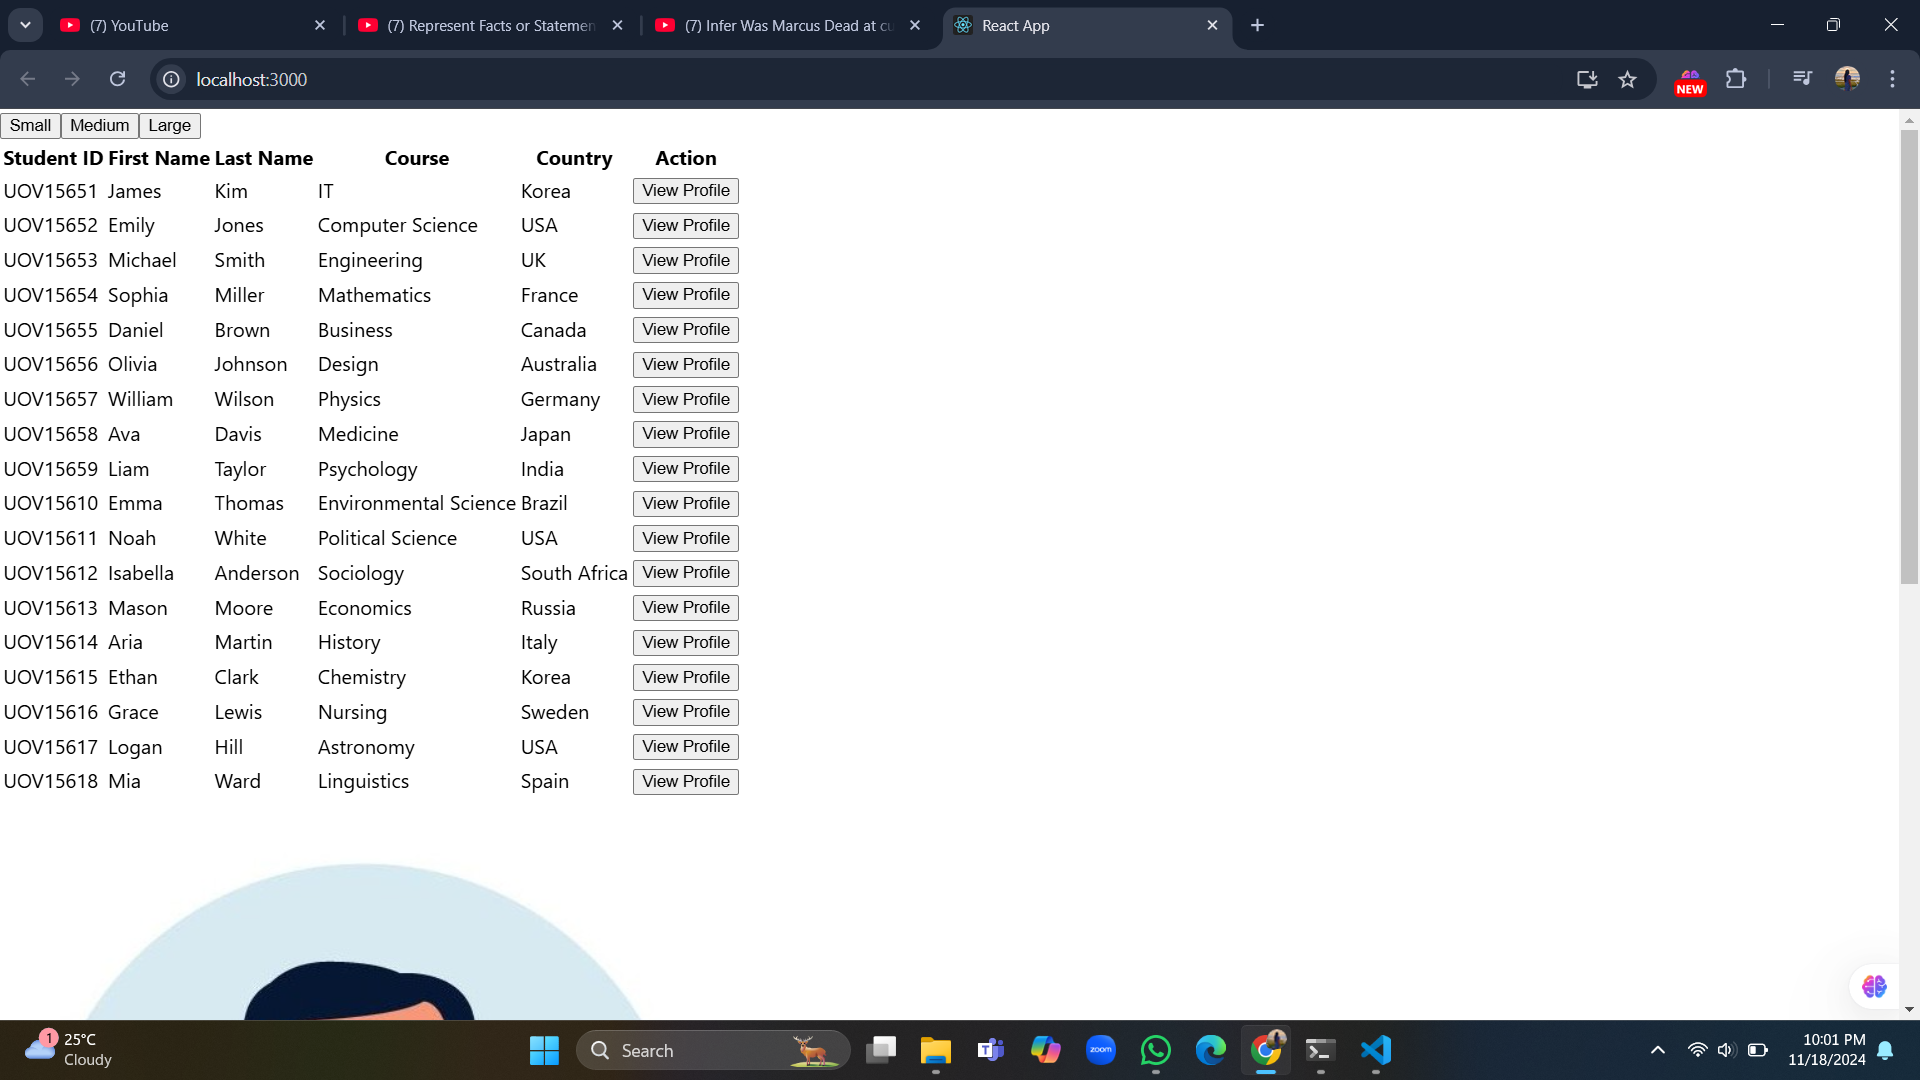 (7) YouTube
(7) Represent Facts or Statemen
(7) Infer Was Marcus Dead at cu
React App
localhost:3000
NEW
Small Medium Large
Student ID First Name Last Name Course Country Action
UOV15651 James Kim IT Korea View Profile
UOV15652 Emily Jones Computer Science USA View Profile
UOV15653 Michael Smith Engineering UK View Profile
UOV15654 Sophia Miller Mathematics France View Profile
UOV15655 Daniel Brown Business Canada View Profile
UOV15656 Olivia Johnson Design Australia View Profile
UOV15657 William Wilson Physics Germany View Profile
UOV15658 Ava Davis Medicine Japan View Profile
UOV15659 Liam Taylor Psychology India View Profile
UOV15610 Emma Thomas Environmental Science Brazil View Profile
UOV15611 Noah White Political Science USA View Profile
UOV15612 Isabella Anderson Sociology South Africa View Profile
UOV15613 Mason Moore Economics Russia View Profile
UOV15614 Aria Martin History Italy View Profile
UOV15615 Ethan Clark Chemistry Korea View Profile
UOV15616 Grace Lewis Nursing Sweden View Profile
UOV15617 Logan Hill Astronomy USA View Profile
UOV15618 Mia Ward Linguistics Spain View Profile
1
25°C
Cloudy
Search
T
zoom
10:01 PM
11/18/2024